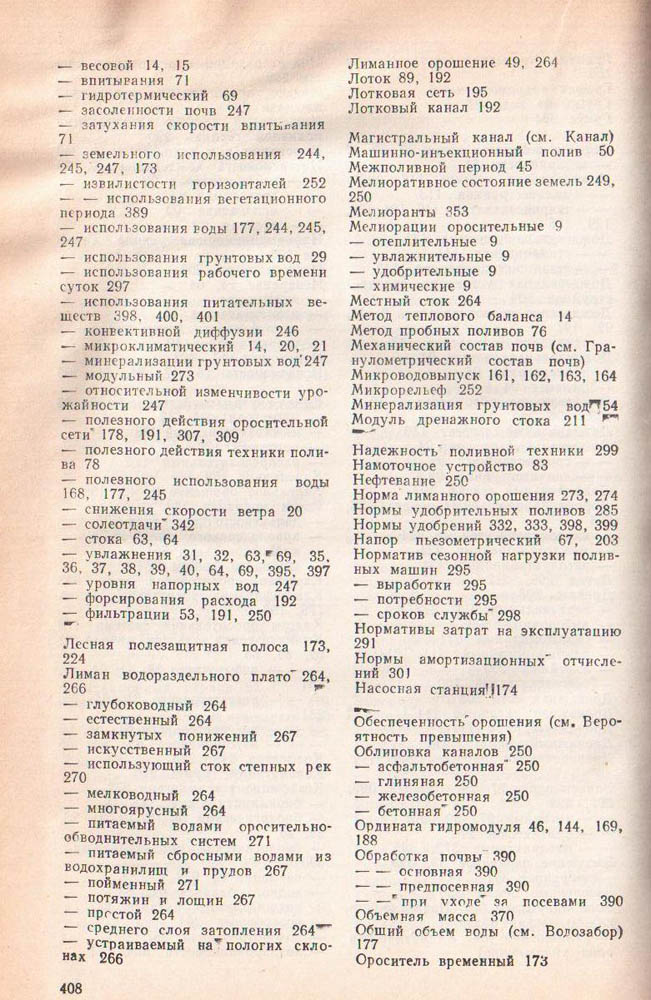 — весовой 14, 15
— впитывания 71
— гидротермический 69
— засоленности почв 247
— затухания скорости впитывания
71
— земельного использования 244,
245, 247, 173
— извилистости горизонталей 252
— — использования вегетационного
периода 389
— использования воды 177, 244, 245,
247
— использования грунтовых вод 29
— использования рабочего времени
суток 297
— использования питательных ве-
ществ 398, 400, 401
— конвективной диффузии 246
— микроклиматический 14, 20, 21
— минерализации грунтовых вод 247
— модульный 273
— относительной изменчивости уро-
жайности 247
— полезного действия оросительной
сети 178, 191, 307, 309
— полезного действия техники поли-
ва 78
— полезного использования воды
168, 177, 245
— снижения скорости ветра 20
— солеотдачи 342
— стока 63, 64
— увлажнения 31, 32, 63, 69, 35,
36, 37, 38, 39, 40, 64, 69, 395, 397
— уровня напорных вод 247
— форсирования расхода 192
— фильтрации 53, 191, 250
Лесная полезащитная полоса 173,
224
Лиман водораздельного плато 264,
266
— глубоководный 264
— естественный 264
— замкнутых понижений 267
— искусственный 267
— использующий сток степных рек
270
— мелководный 264
— многоярусный 264
— питаемый водами оросительно-
обводнительных систем 271
— питаемый сбросными водами из
водохранилищ и прудов 267
— пойменный 271
— потяжин и лощин 267
— простой 264
— среднего слоя затопления 264
— устраиваемый на пологих скло-
нах 266
408
Лиманное орошение 49, 264
Лоток 89, 192
Лотковая сеть 195
Лотковый канал 192
Магистральный канал (см. Канал)
Машинно-инъекционный полив 50
Межполивной период 45
Мелиоративное состояние земель 249,
250
Мелиоранты 353
Мелиорации оросительные 9
— отеплительные 9
— увлажнительные 9
— удобрительные 9
— химические 9
Местный сток 264
Метод теплового баланса 14
Метод пробных поливов 76
Механический состав почв (см. Гра-
нулометрический состав почв)
Микроводовыпуск 161, 162, 163, 164
Микрорельеф 252
Минерализация грунтовых вод 54
Модуль дренажного стока 211
Надежность поливной техники 299
Намоточное устройство 83
Нефтевание 250
Норма лиманного орошения 273, 274
Нормы удобрительных поливов 285
Нормы удобрений 332, 333, 398, 399
Напор пьезометрический 67, 203
Норматив сезонной нагрузки полив-
ных машин 295
— выработки 295
— потребности 295
— сроков службы 298
Нормативы затрат на эксплуатацию
291
Нормы амортизационных отчисле-
ний 301
Насосная станция 174
Обеспеченность орошения (см. Веро-
ятность превышения)
Облицовка каналов 250
— асфальтобетонная 250
— глиняная 250
— железобетонная 250
— бетонная 250
Ордината гидромодуля 46, 144, 169,
188
Обработка почвы 390
— — основная 390
— — предпосевная 390
— — при уходе за посевами 390
Объемная масса 370
Общий объем воды (см. Водозабор)
177
Ороситель временный 173